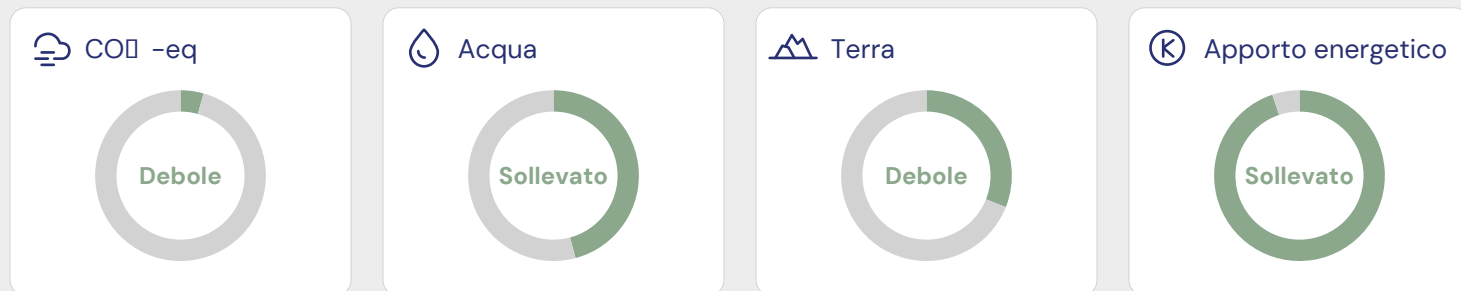 CO▯ -eq
Debole
Acqua
Sollevato
Terra
Debole
Apporto energetico
Sollevato